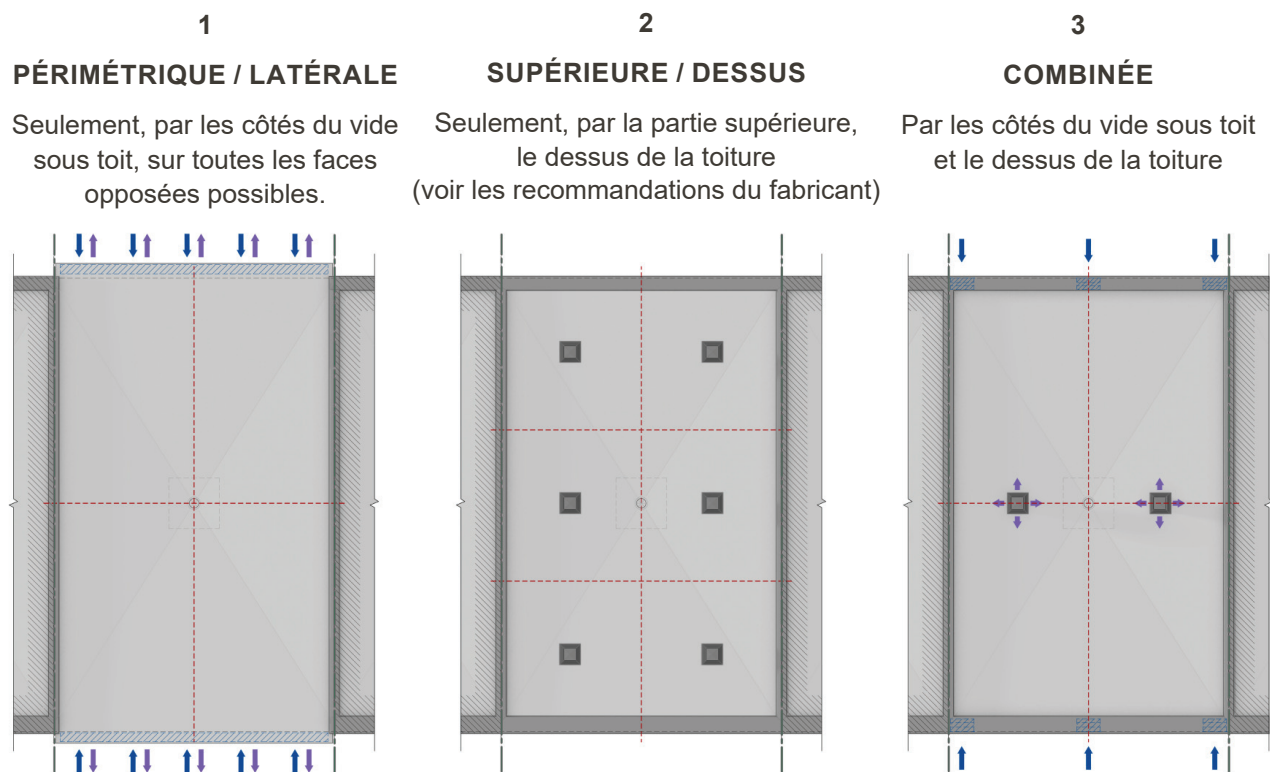 1
PÉRIMÉTRIQUE / LATÉRALE
Seulement, par les côtés du vide
sous toit, sur toutes les faces
opposées possibles.
2
SUPÉRIEURE / DESSUS
Seulement, par la partie supérieure,
le dessus de la toiture
(voir les recommandations du fabricant)
3
COMBINÉE
Par les côtés du vide sous toit
et le dessus de la toiture